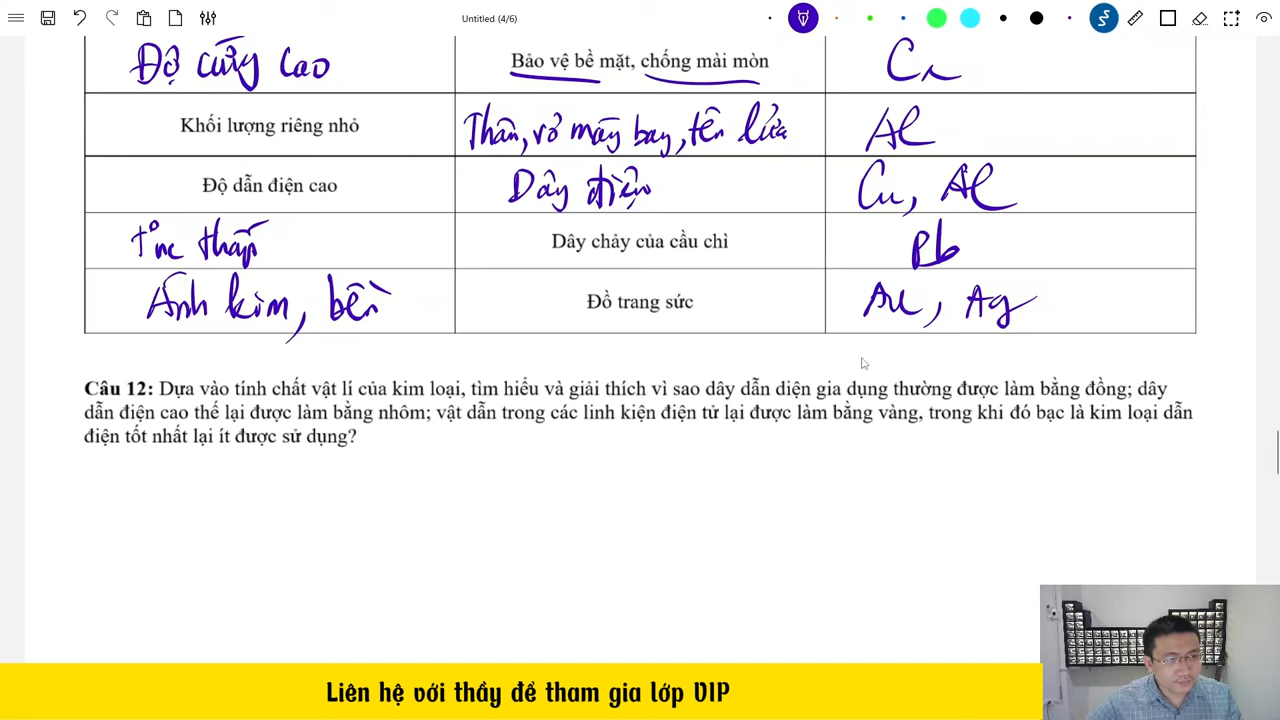 Untitled (4/6)
Độ cứng cao Bảo vệ bề mặt, chống mài mòn Cr
Khối lượng riêng nhỏ Thân, vỏ máy bay, tên lửa Al
Độ dẫn điện cao Dây điện Cu, Al
t°nc thấp Dây chảy của cầu chì Pb
Ánh kim, bền Đồ trang sức Au, Ag
Câu 12: Dựa vào tính chất vật lí của kim loại, tìm hiểu và giải thích vì sao dây dẫn diện gia dụng thường được làm bằng đồng; dây
dẫn điện cao thế lại được làm bằng nhôm; vật dẫn trong các linh kiện điện tử lại được làm bằng vàng, trong khi đó bạc là kim loại dẫn
điện tốt nhất lại ít được sử dụng?
Liên hệ với thầy để tham gia lớp VIP